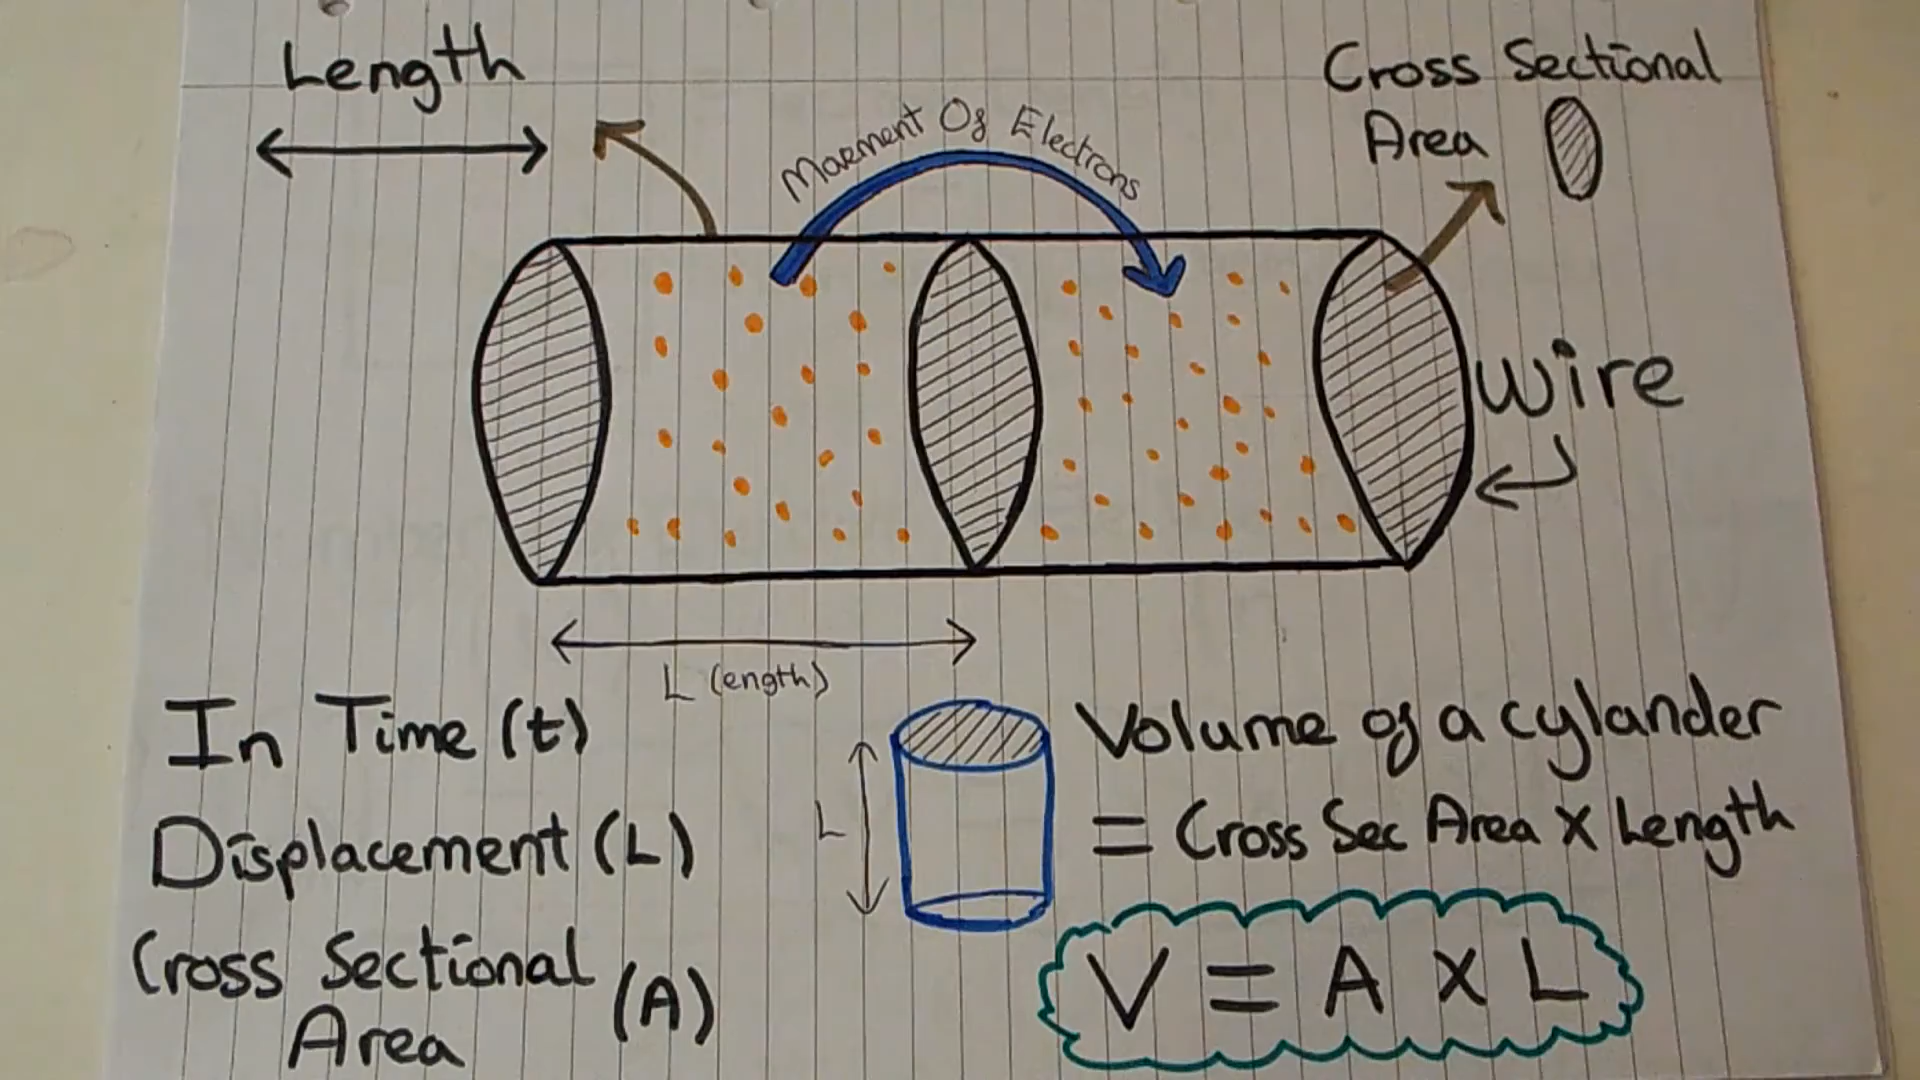 Length
Cross Sectional
Area
Movement Of Electrons
Wire
L (ength)
In Time (t)
Displacement (L)
Cross Sectional
Area (A)
L
Volume of a cylander
= Cross Sec Area X Length
V = A X L